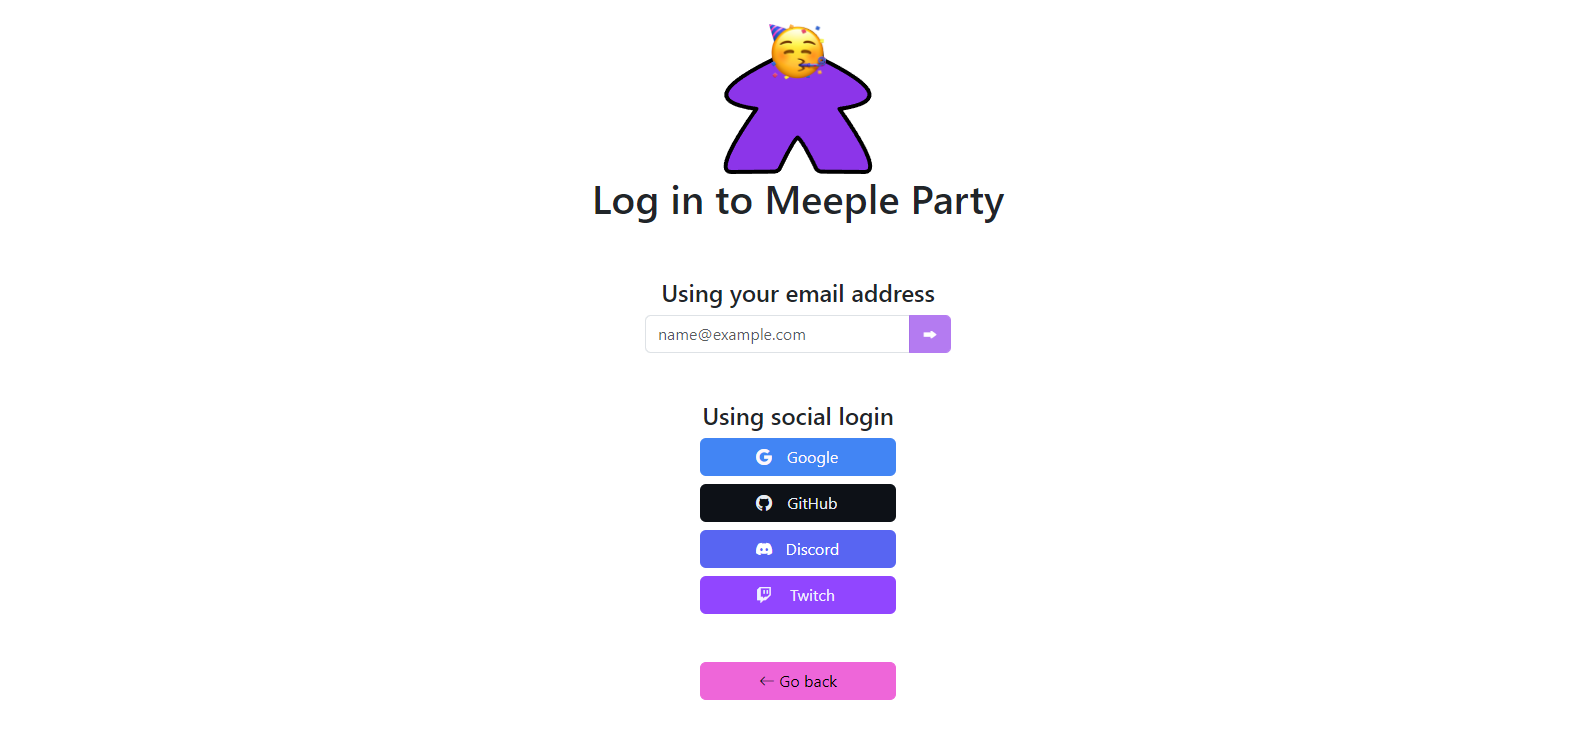 Log in to Meeple Party
Using your email address
name@example.com
Using social login
Google
GitHub
Discord
Twitch
Go back